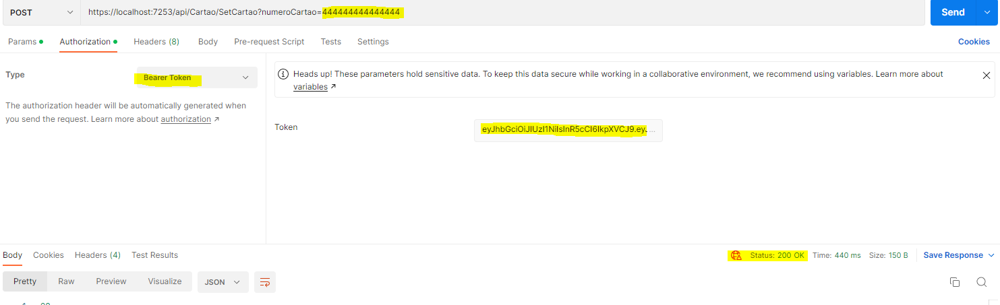 POST https://localhost:7253/api/Cartao/SetCartao?numeroCartao=444444444444444 Send
Params Authorization Headers (8) Body Pre-request Script Tests Settings Cookies
Type Bearer Token
The authorization header will be automatically generated when
you send the request. Learn more about authorization ↗
Heads up! These parameters hold sensitive data. To keep this data secure while working in a collaborative environment, we recommend using variables. Learn more about
variables ↗
Token eyJhbGciOiJIUzI1NiIsInR5cCI6IkpXVCJ9.eyJ...
Body Cookies Headers (4) Test Results Status: 200 OK Time: 440 ms Size: 150 B Save Response
Pretty Raw Preview Visualize JSON